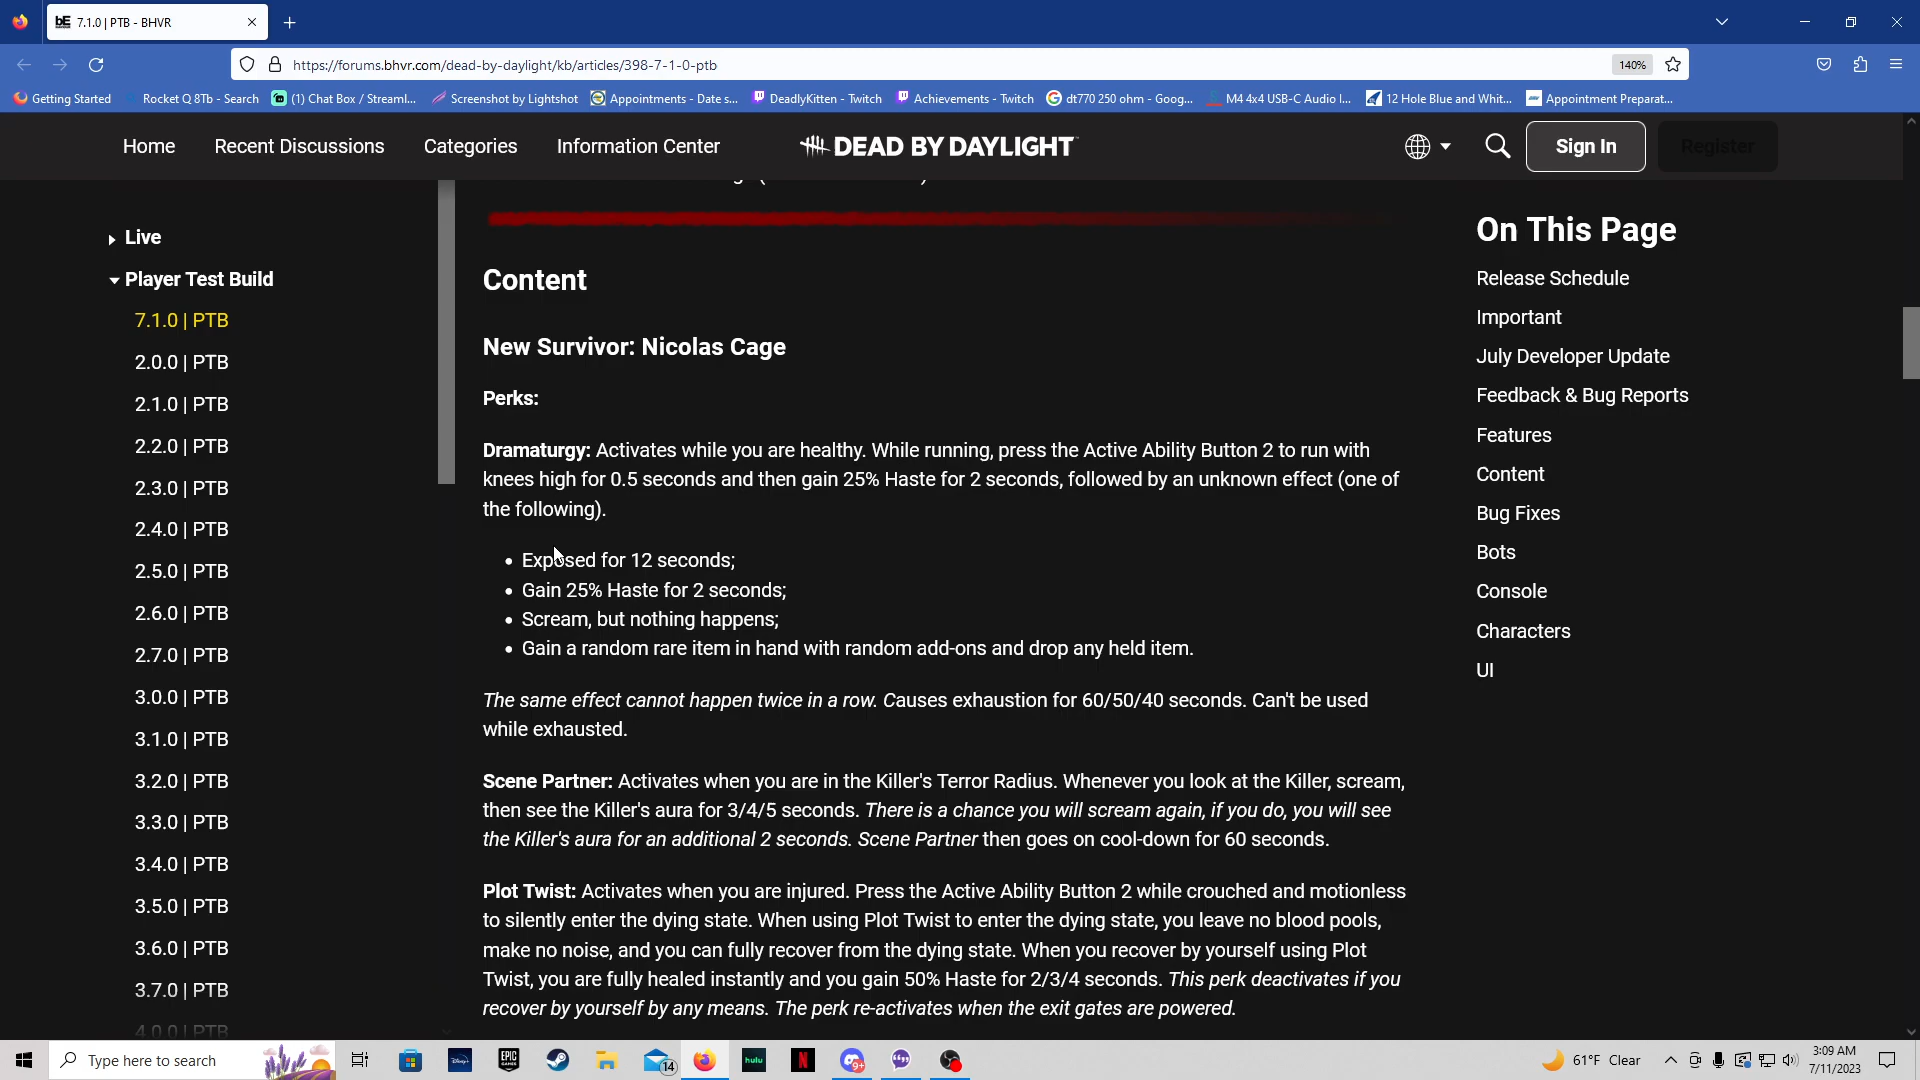 bE 7.1.0 | PTB - BHVR
https://forums.bhvr.com/dead-by-daylight/kb/articles/398-7-1-0-ptb
140%
Getting Started
Rocket Q 8Tb - Search
(1) Chat Box / Streaml...
Screenshot by Lightshot
Appointments - Date s...
DeadlyKitten - Twitch
Achievements - Twitch
dt770 250 ohm - Goog...
M4 4x4 USB-C Audio I...
12 Hole Blue and Whit...
Appointment Preparat...
Home
Recent Discussions
Categories
Information Center
DEAD BY DAYLIGHT
Sign In
Register
Live
Player Test Build
7.1.0 | PTB
2.0.0 | PTB
2.1.0 | PTB
2.2.0 | PTB
2.3.0 | PTB
2.4.0 | PTB
2.5.0 | PTB
2.6.0 | PTB
2.7.0 | PTB
3.0.0 | PTB
3.1.0 | PTB
3.2.0 | PTB
3.3.0 | PTB
3.4.0 | PTB
3.5.0 | PTB
3.6.0 | PTB
3.7.0 | PTB
4.0.0 | PTB
Content
New Survivor: Nicolas Cage
Perks:
Dramaturgy: Activates while you are healthy. While running, press the Active Ability Button 2 to run with
knees high for 0.5 seconds and then gain 25% Haste for 2 seconds, followed by an unknown effect (one of
the following).
• Exposed for 12 seconds;
• Gain 25% Haste for 2 seconds;
• Scream, but nothing happens;
• Gain a random rare item in hand with random add-ons and drop any held item.
The same effect cannot happen twice in a row. Causes exhaustion for 60/50/40 seconds. Can't be used
while exhausted.
Scene Partner: Activates when you are in the Killer's Terror Radius. Whenever you look at the Killer, scream,
then see the Killer's aura for 3/4/5 seconds. There is a chance you will scream again, if you do, you will see
the Killer's aura for an additional 2 seconds. Scene Partner then goes on cool-down for 60 seconds.
Plot Twist: Activates when you are injured. Press the Active Ability Button 2 while crouched and motionless
to silently enter the dying state. When using Plot Twist to enter the dying state, you leave no blood pools,
make no noise, and you can fully recover from the dying state. When you recover by yourself using Plot
Twist, you are fully healed instantly and you gain 50% Haste for 2/3/4 seconds. This perk deactivates if you
recover by yourself by any means. The perk re-activates when the exit gates are powered.
On This Page
Release Schedule
Important
July Developer Update
Feedback & Bug Reports
Features
Content
Bug Fixes
Bots
Console
Characters
UI
Type here to search
Disney+
EPIC GAMES
14
hulu
N
9+
61°F Clear
3:09 AM
7/11/2023